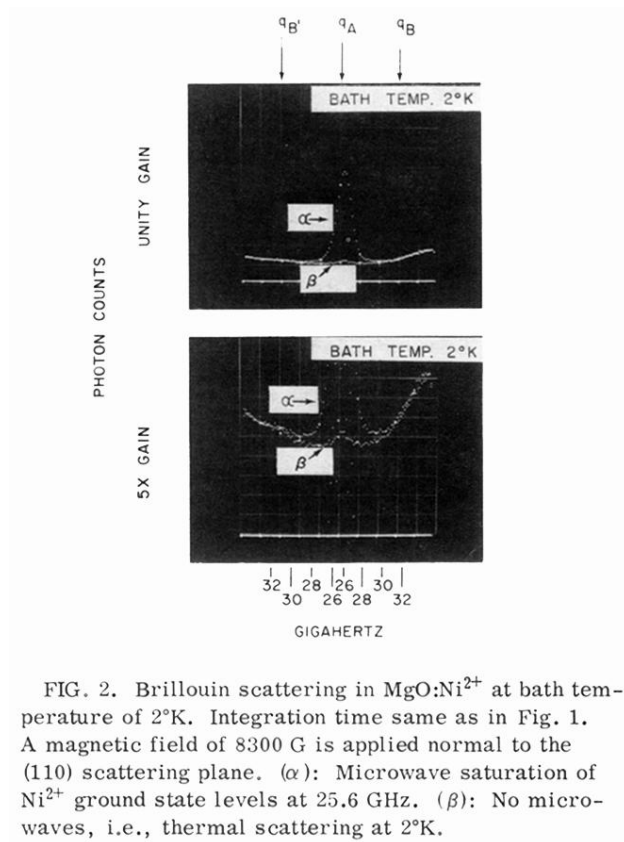 qB' qA qB
BATH TEMP. 2°K
UNITY GAIN
α→
β
PHOTON COUNTS
BATH TEMP. 2°K
5X GAIN
α→
β
32 28 26 30
30 26 28 32
GIGAHERTZ
FIG. 2. Brillouin scattering in MgO:Ni²⁺ at bath tem-
perature of 2°K. Integration time same as in Fig. 1.
A magnetic field of 8300 G is applied normal to the
(110) scattering plane. (α): Microwave saturation of
Ni²⁺ ground state levels at 25.6 GHz. (β): No micro-
waves, i.e., thermal scattering at 2°K.